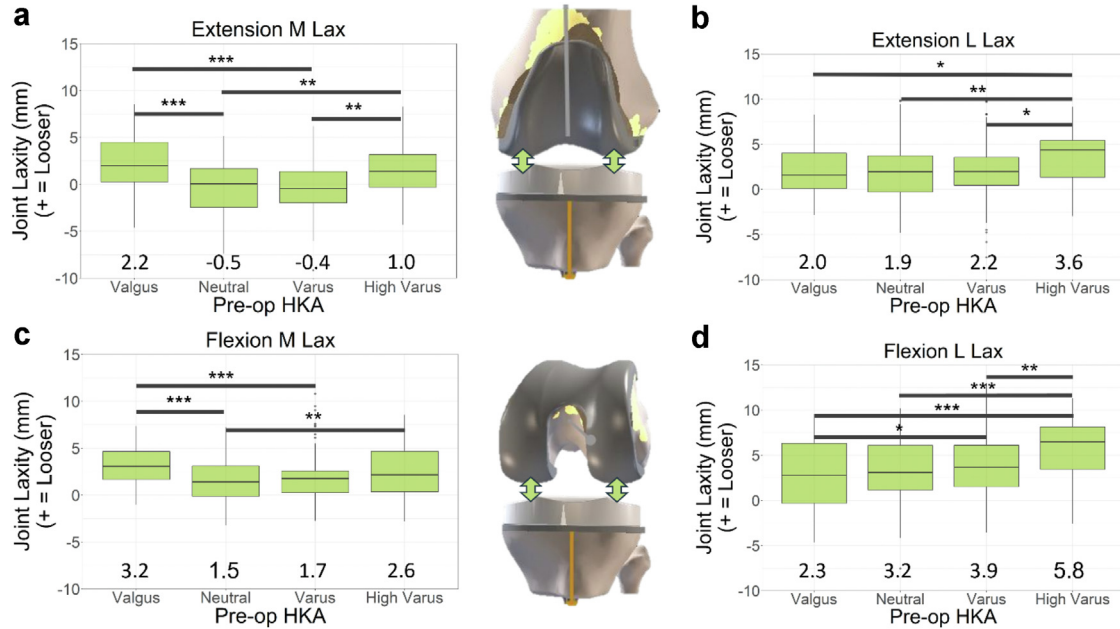 a
Extension M Lax
Joint Laxity (mm)
(+ = Looser)
15
10
5
0
-5
-10
***
**
***
**
2.2 -0.5 -0.4 1.0
Valgus Neutral Varus High Varus
Pre-op HKA
b
Extension L Lax
Joint Laxity (mm)
(+ = Looser)
15
10
5
0
-5
-10
*
**
*
2.0 1.9 2.2 3.6
Valgus Neutral Varus High Varus
Pre-op HKA
c
Flexion M Lax
Joint Laxity (mm)
(+ = Looser)
15
10
5
0
-5
-10
***
***
**
3.2 1.5 1.7 2.6
Valgus Neutral Varus High Varus
Pre-op HKA
d
Flexion L Lax
Joint Laxity (mm)
(+ = Looser)
15
10
5
0
-5
-10
**
***
***
*
2.3 3.2 3.9 5.8
Valgus Neutral Varus High Varus
Pre-op HKA